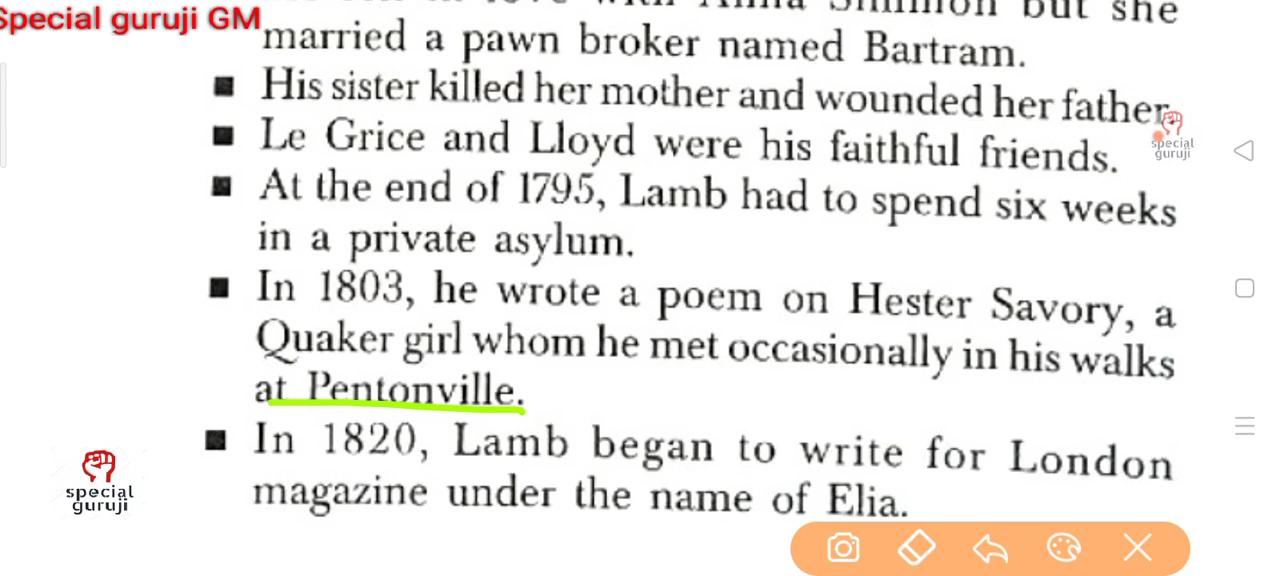 Special guruji GM
but she
married a pawn broker named Bartram.
■ His sister killed her mother and wounded her father.
■ Le Grice and Lloyd were his faithful friends.
■ At the end of 1795, Lamb had to spend six weeks
in a private asylum.
■ In 1803, he wrote a poem on Hester Savory, a
Quaker girl whom he met occasionally in his walks
at Pentonville.
■ In 1820, Lamb began to write for London
magazine under the name of Elia.
special
guruji
special
guruji